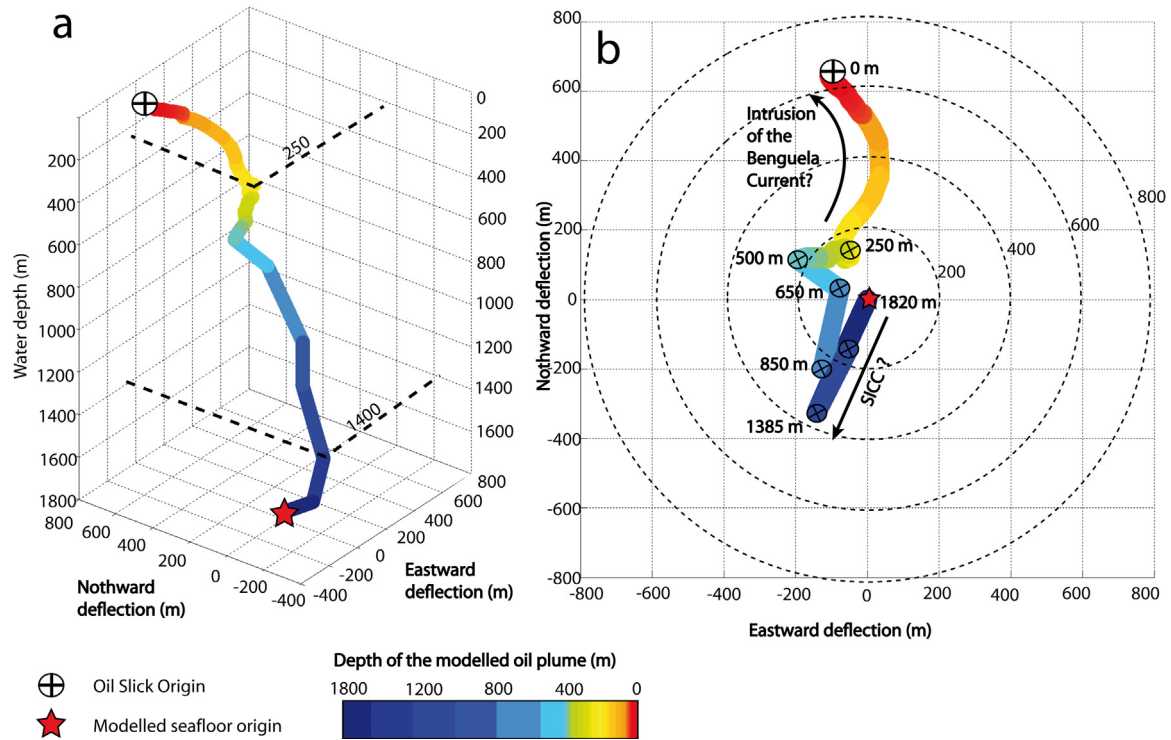 a
0
200
400
600
800
1000
1200
1400
1600
800
600
400
200
0
-200
-400
Eastward
deflection (m)
200
400
600
800
1000
1200
1400
1600
1800
Water depth (m)
800
600
400
200
0
-200
-400
Nothward
deflection (m)
250
1400
b
800
600
400
200
0
-200
-400
-600
-800
Nothward deflection (m)
-800
-600
-400
-200
0
200
400
600
800
Eastward deflection (m)
0 m
Intrusion
of the
Benguela
Current?
250 m
500 m
650 m
1820 m
850 m
1385 m
SICC ?
200
400
600
800
Depth of the modelled oil plume (m)
1800 1200 800 400 0
Oil Slick Origin
Modelled seafloor origin